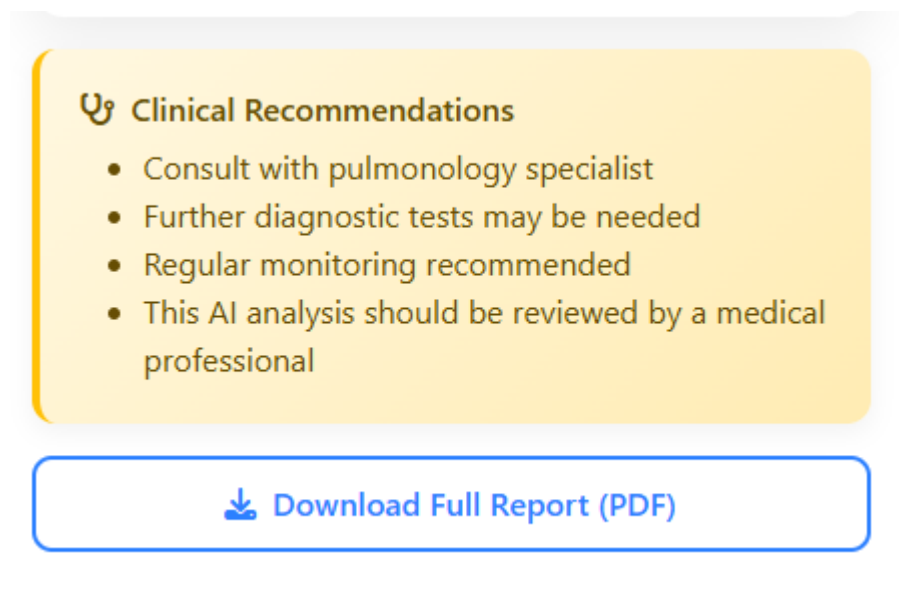 Clinical Recommendations
• Consult with pulmonology specialist
• Further diagnostic tests may be needed
• Regular monitoring recommended
• This AI analysis should be reviewed by a medical
professional
Download Full Report (PDF)